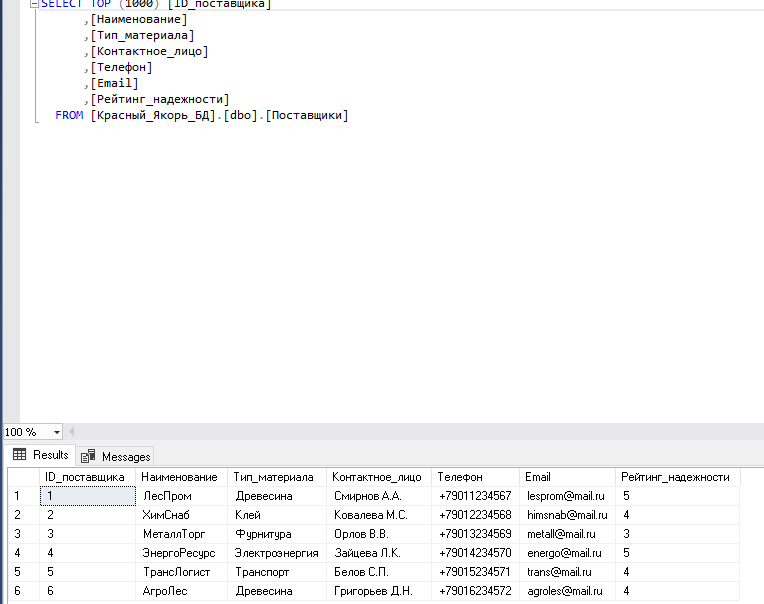 SELECT TOP (1000) [ID_поставщика]
,[Наименование]
,[Тип_материала]
,[Контактное_лицо]
,[Телефон]
,[Email]
,[Рейтинг_надежности]
FROM [Красный_Якорь_БД].[dbo].[Поставщики]
100 %
Results Messages
ID_поставщика Наименование Тип_материала Контактное_лицо Телефон Email Рейтинг_надежности
1 1 ЛесПром Древесина Смирнов А.А. +79011234567 lesprom@mail.ru 5
2 2 ХимСнаб Клей Ковалева М.С. +79012234568 himsnab@mail.ru 4
3 3 МеталлТорг Фурнитура Орлов В.В. +79013234569 metall@mail.ru 3
4 4 ЭнергоРесурс Электроэнергия Зайцева Л.К. +79014234570 energo@mail.ru 5
5 5 ТрансЛогист Транспорт Белов С.П. +79015234571 trans@mail.ru 4
6 6 АгроЛес Древесина Григорьев Д.Н. +79016234572 agroles@mail.ru 4